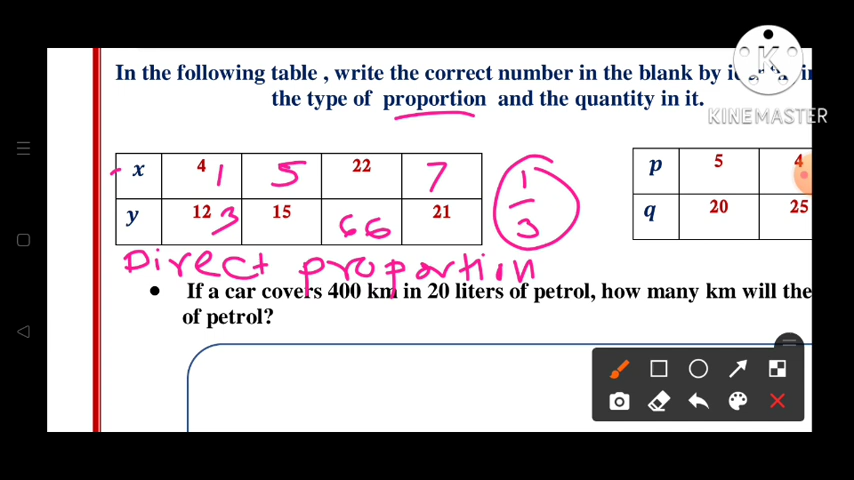 In the following table , write the correct number in the blank by
the type of proportion and the quantity in it.
K
KINEMASTER
x 4 1 5 22 7
y 12 3 15 66 21
1
3
p 5 4
q 20 25
Direct proportion
• If a car covers 400 km in 20 liters of petrol, how many km will the
of petrol?